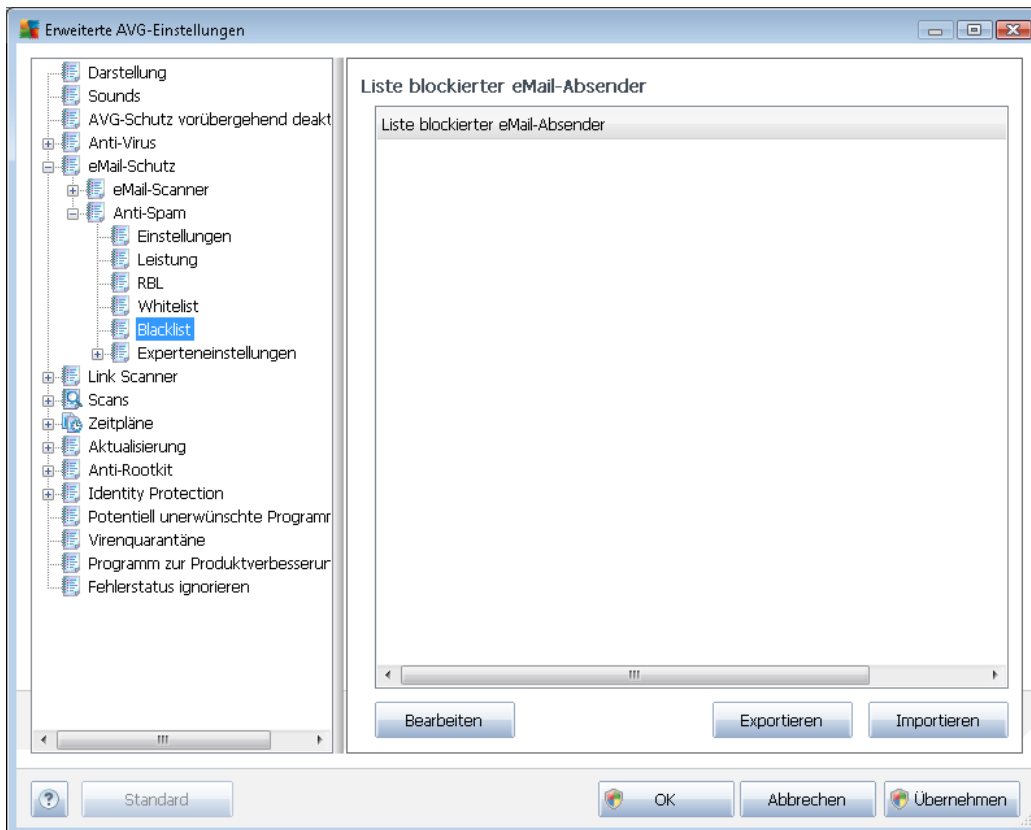 Erweiterte AVG-Einstellungen
Darstellung
Sounds
AVG-Schutz vorübergehend deakt
Anti-Virus
eMail-Schutz
eMail-Scanner
Anti-Spam
Einstellungen
Leistung
RBL
Whitelist
Blacklist
Experteneinstellungen
Link Scanner
Scans
Zeitpläne
Aktualisierung
Anti-Rootkit
Identity Protection
Potentiell unerwünschte Programm
Virenquarantäne
Programm zur Produktverbesserun
Fehlerstatus ignorieren
Liste blockierter eMail-Absender
Liste blockierter eMail-Absender
Bearbeiten
Exportieren
Importieren
?
Standard
OK
Abbrechen
Übernehmen